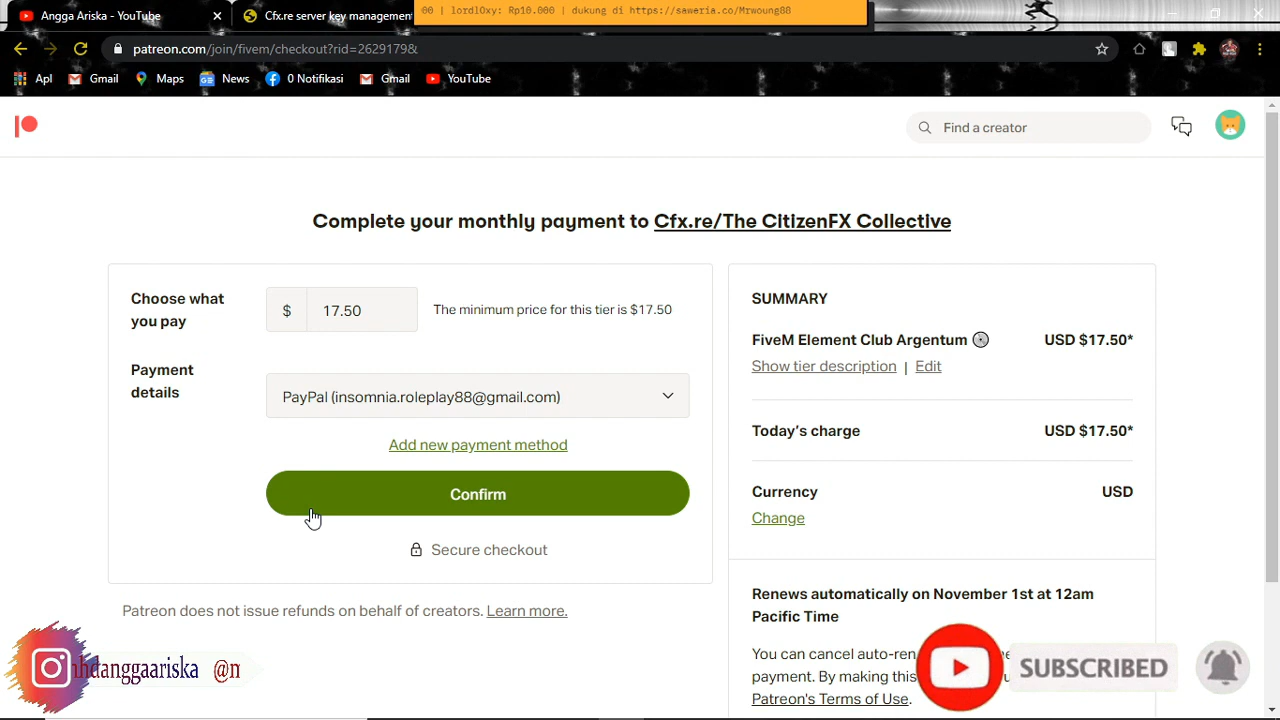 Angga Ariska - YouTube
Cfx.re server key management
00 | lordlOxy: Rp10.000 | dukung di https://saweria.co/Mrwoung88
patreon.com/join/fivem/checkout?rid=2629179&
Apl
Gmail
Maps
News
0 Notifikasi
Gmail
YouTube
Find a creator
Complete your monthly payment to Cfx.re/The CitizenFX Collective
Choose what
you pay
$ 17.50
The minimum price for this tier is $17.50
Payment
details
PayPal (insomnia.roleplay88@gmail.com)
Add new payment method
Confirm
Secure checkout
Patreon does not issue refunds on behalf of creators. Learn more.
SUMMARY
FiveM Element Club Argentum USD $17.50*
Show tier description | Edit
Today's charge USD $17.50*
Currency USD
Change
Renews automatically on November 1st at 12am
Pacific Time
You can cancel auto-ren
payment. By making this
Patreon's Terms of Use.
nhdanggaariska @n
SUBSCRIBED